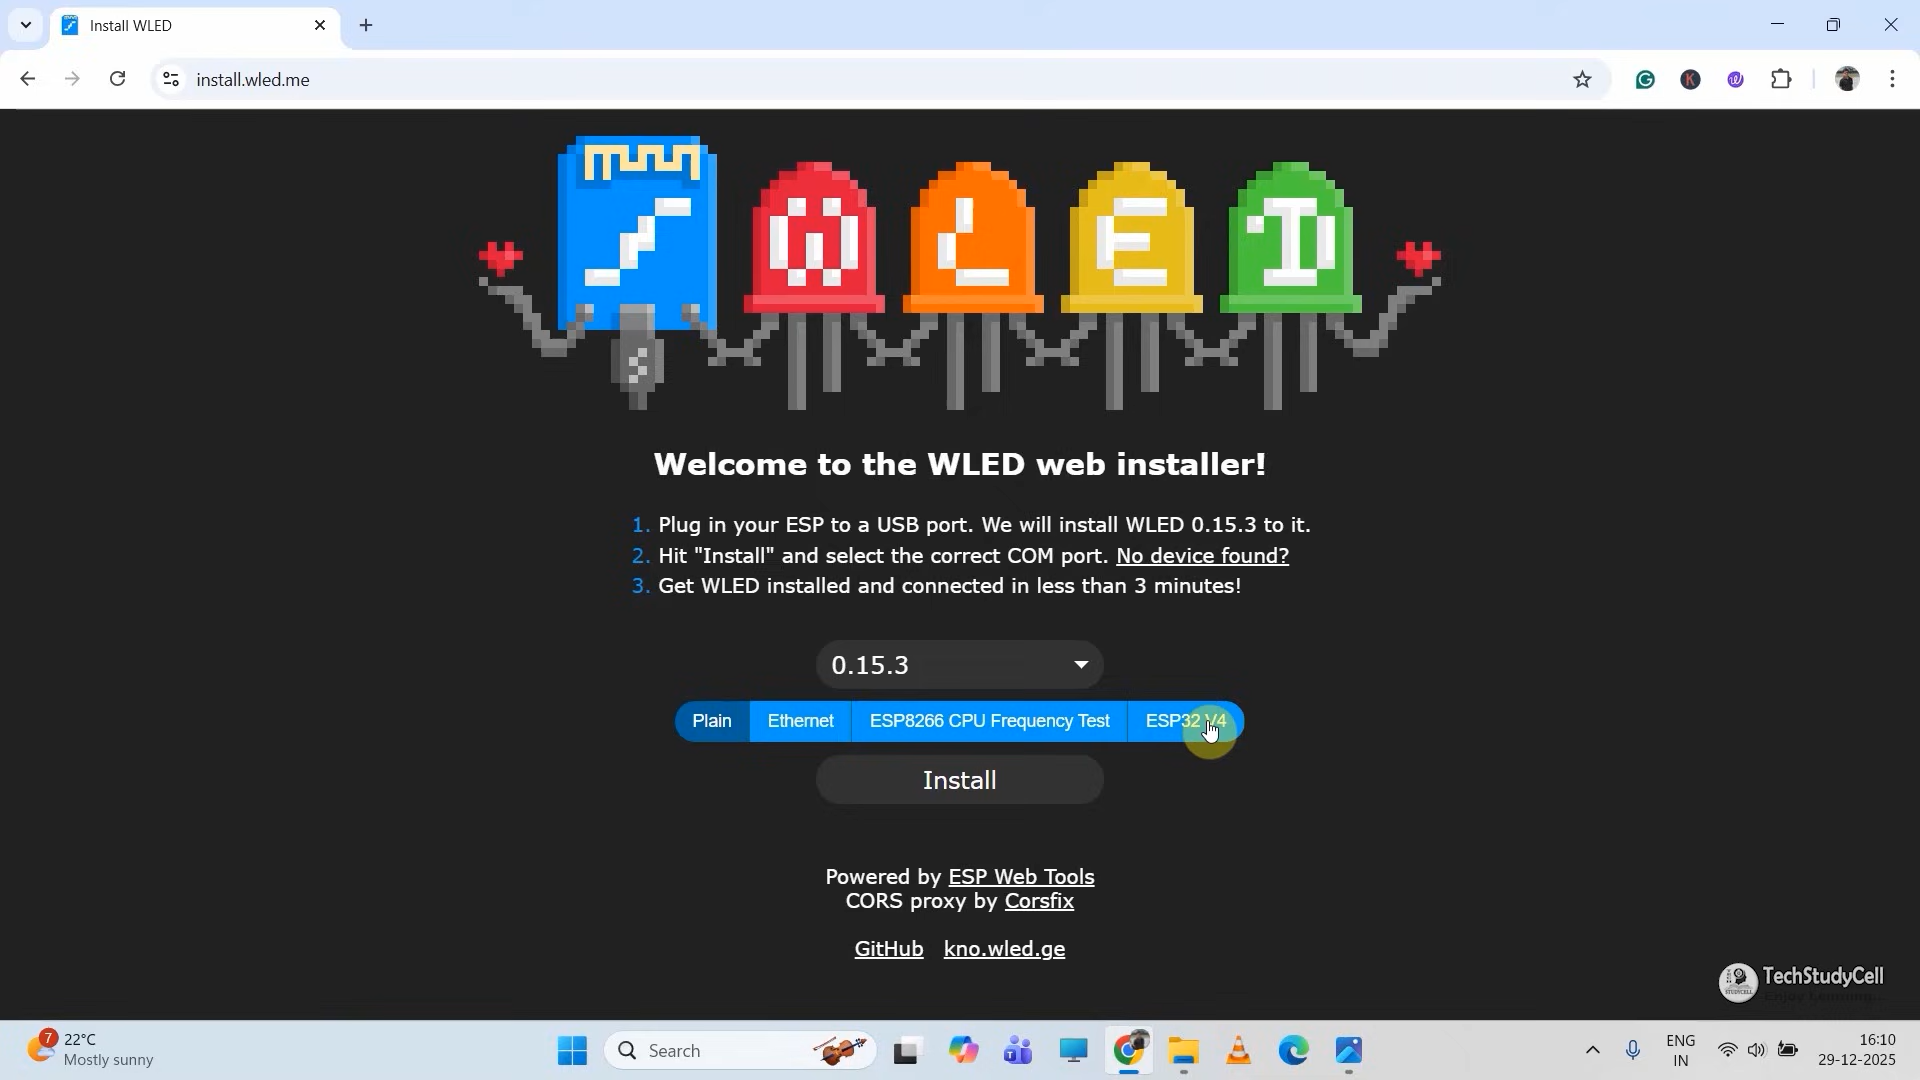 Install WLED
install.wled.me
WLED
Welcome to the WLED web installer!
1. Plug in your ESP to a USB port. We will install WLED 0.15.3 to it.
2. Hit "Install" and select the correct COM port. No device found?
3. Get WLED installed and connected in less than 3 minutes!
0.15.3
Plain Ethernet ESP8266 CPU Frequency Test ESP32 V4
Install
Powered by ESP Web Tools
CORS proxy by Corsfix
GitHub kno.wled.ge
TechStudyCell
7
22°C
Mostly sunny
Search
ENG
IN
16:10
29-12-2025